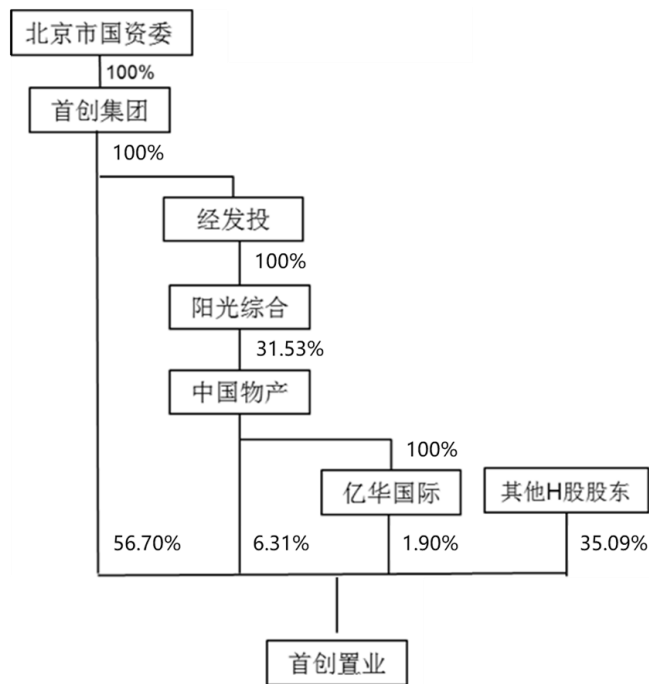 北京市国资委
100%
首创集团
100%
经发投
100%
阳光综合
31.53%
中国物产
100%
亿华国际
其他H股股东
56.70%
6.31%
1.90%
35.09%
首创置业